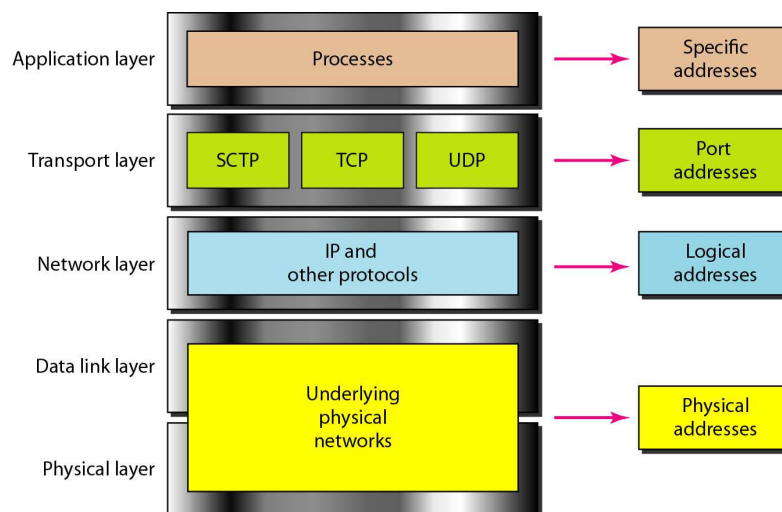 Application layer
Processes
Specific
addresses
Transport layer
SCTP
TCP
UDP
Port
addresses
Network layer
IP and
other protocols
Logical
addresses
Data link layer
Underlying
physical
networks
Physical
addresses
Physical layer